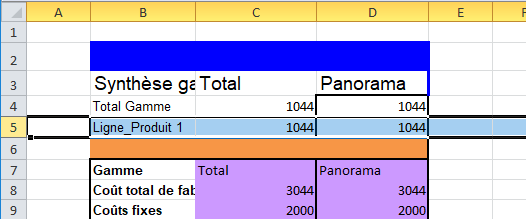 A B C D E
1
2
3 Synthèse ga Total Panorama
4 Total Gamme 1044 1044
5 Ligne_Produit 1 1044 1044
6
7 Gamme Total Panorama
8 Coût total de fab 3044 3044
9 Coûts fixes 2000 2000